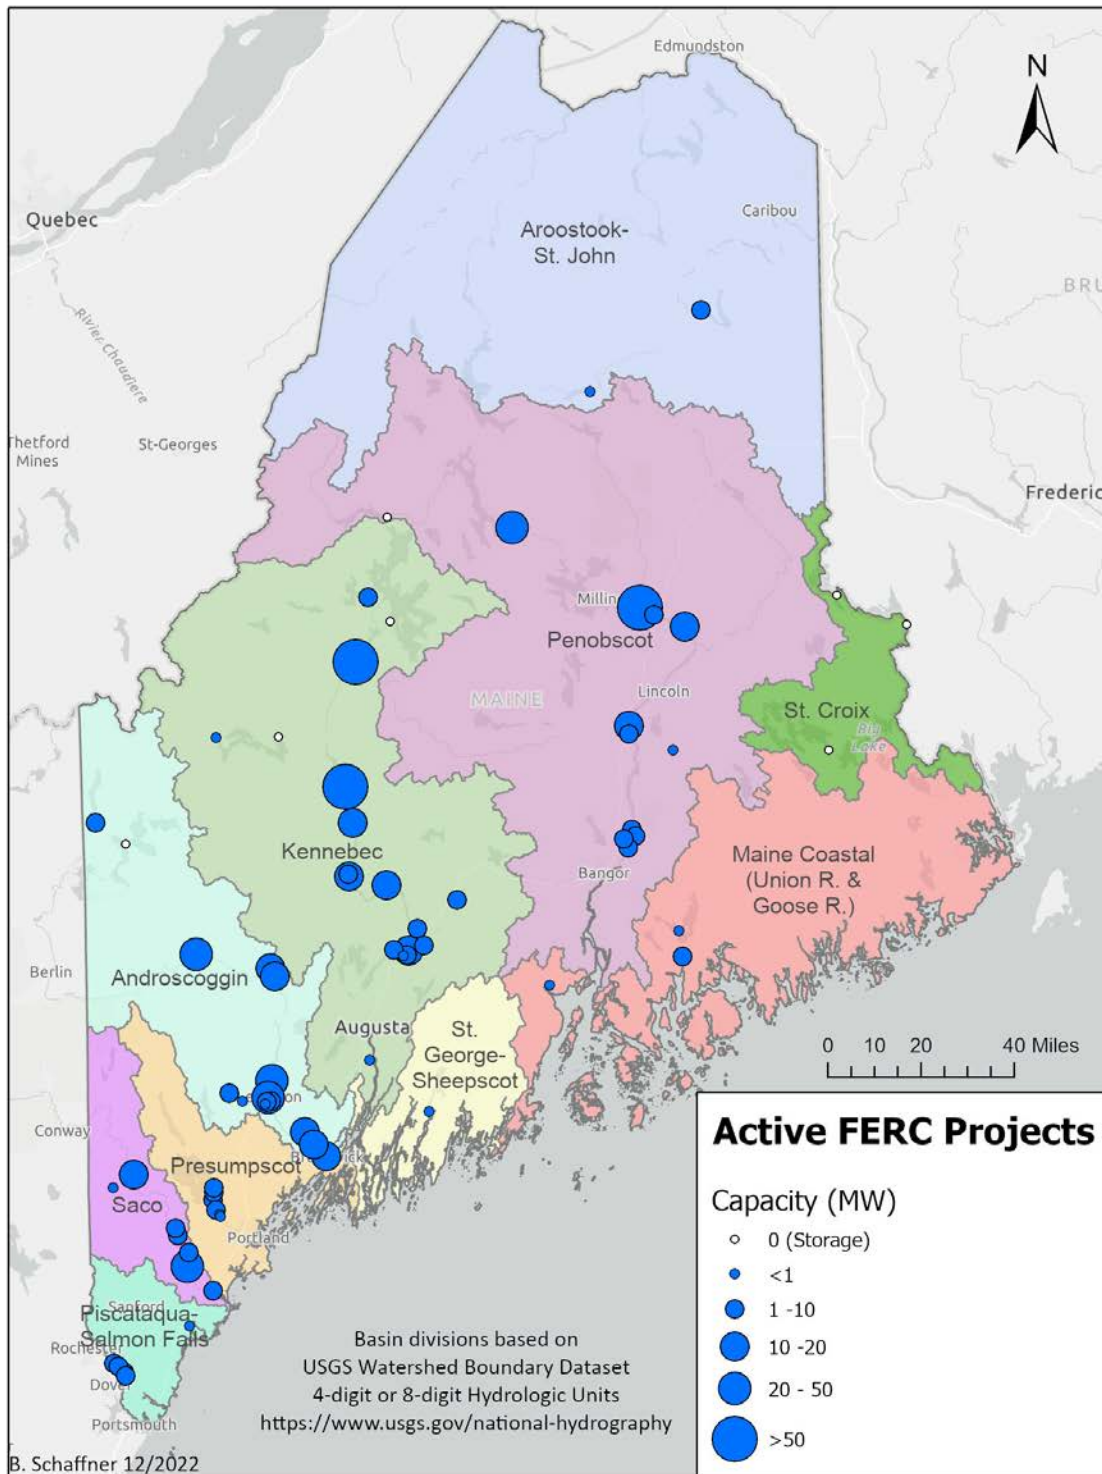 Edmundston
N
Quebec
Caribou
Aroostook-
St. John
BRU
Rivier Chaudiere
Thetford
Mines
St-Georges
Frederic
Millin
Penobscot
MAINE
Lincoln
St. Croix
Big
Lake
Kennebec
Maine Coastal
(Union R. &
Goose R.)
Bangor
Berlin
Androscoggin
Augusta
St.
George-
Sheepscot
0 10 20 40 Miles
Conway
Presumpscot
Saco
Portland
Sanford
Piscataqua-
Salmon Falls
Rochester
Dover
Portsmouth
Basin divisions based on
USGS Watershed Boundary Dataset
4-digit or 8-digit Hydrologic Units
https://www.usgs.gov/national-hydrography
B. Schaffner 12/2022
Active FERC Projects
Capacity (MW)
0 (Storage)
<1
1 -10
10 -20
20 - 50
>50